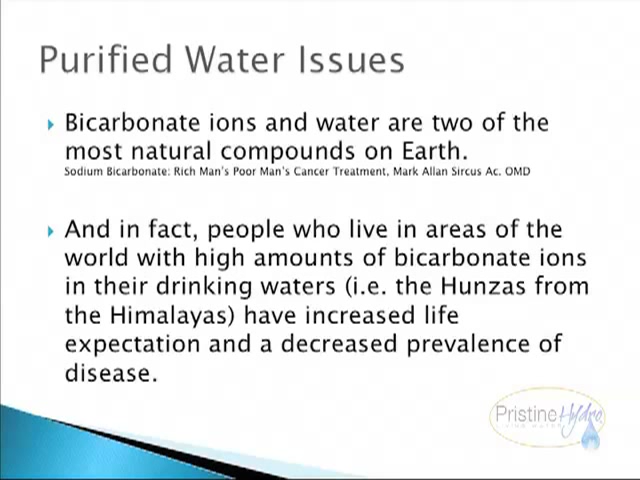 Purified Water Issues
Bicarbonate ions and water are two of the
most natural compounds on Earth.
Sodium Bicarbonate: Rich Man's Poor Man's Cancer Treatment, Mark Allan Sircus Ac. OMD
And in fact, people who live in areas of the
world with high amounts of bicarbonate ions
in their drinking waters (i.e. the Hunzas from
the Himalayas) have increased life
expectation and a decreased prevalence of
disease.
Pristine Hydro
LIVING WATER